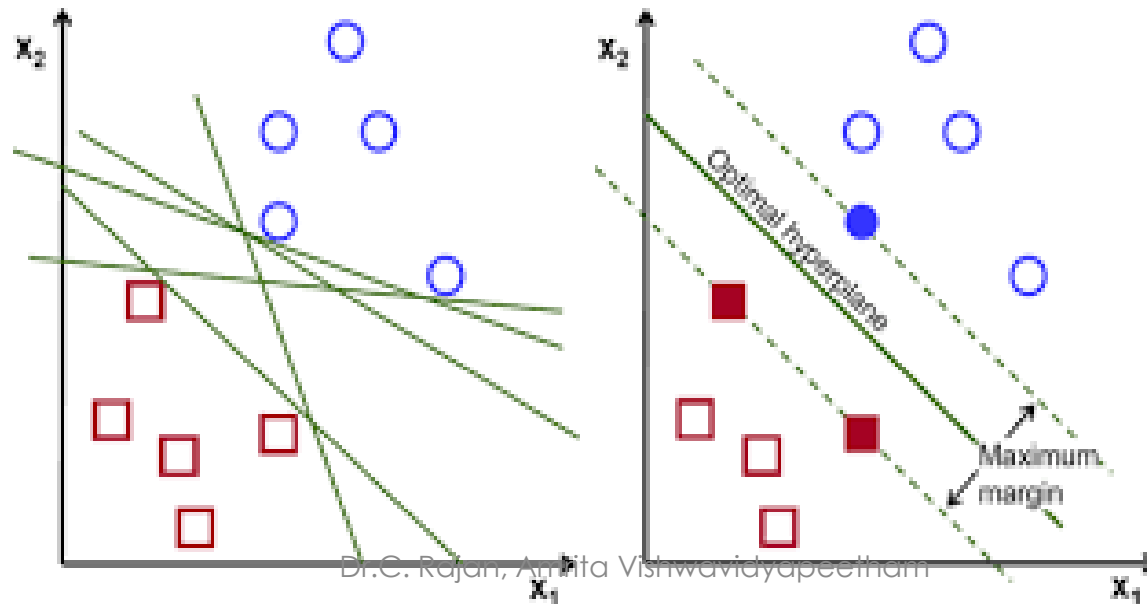 X2
X2
Optimal hyperplane
Maximum
margin
Dr.C. Rajan, Amrita Vishwavidyapeetham
X1
X1